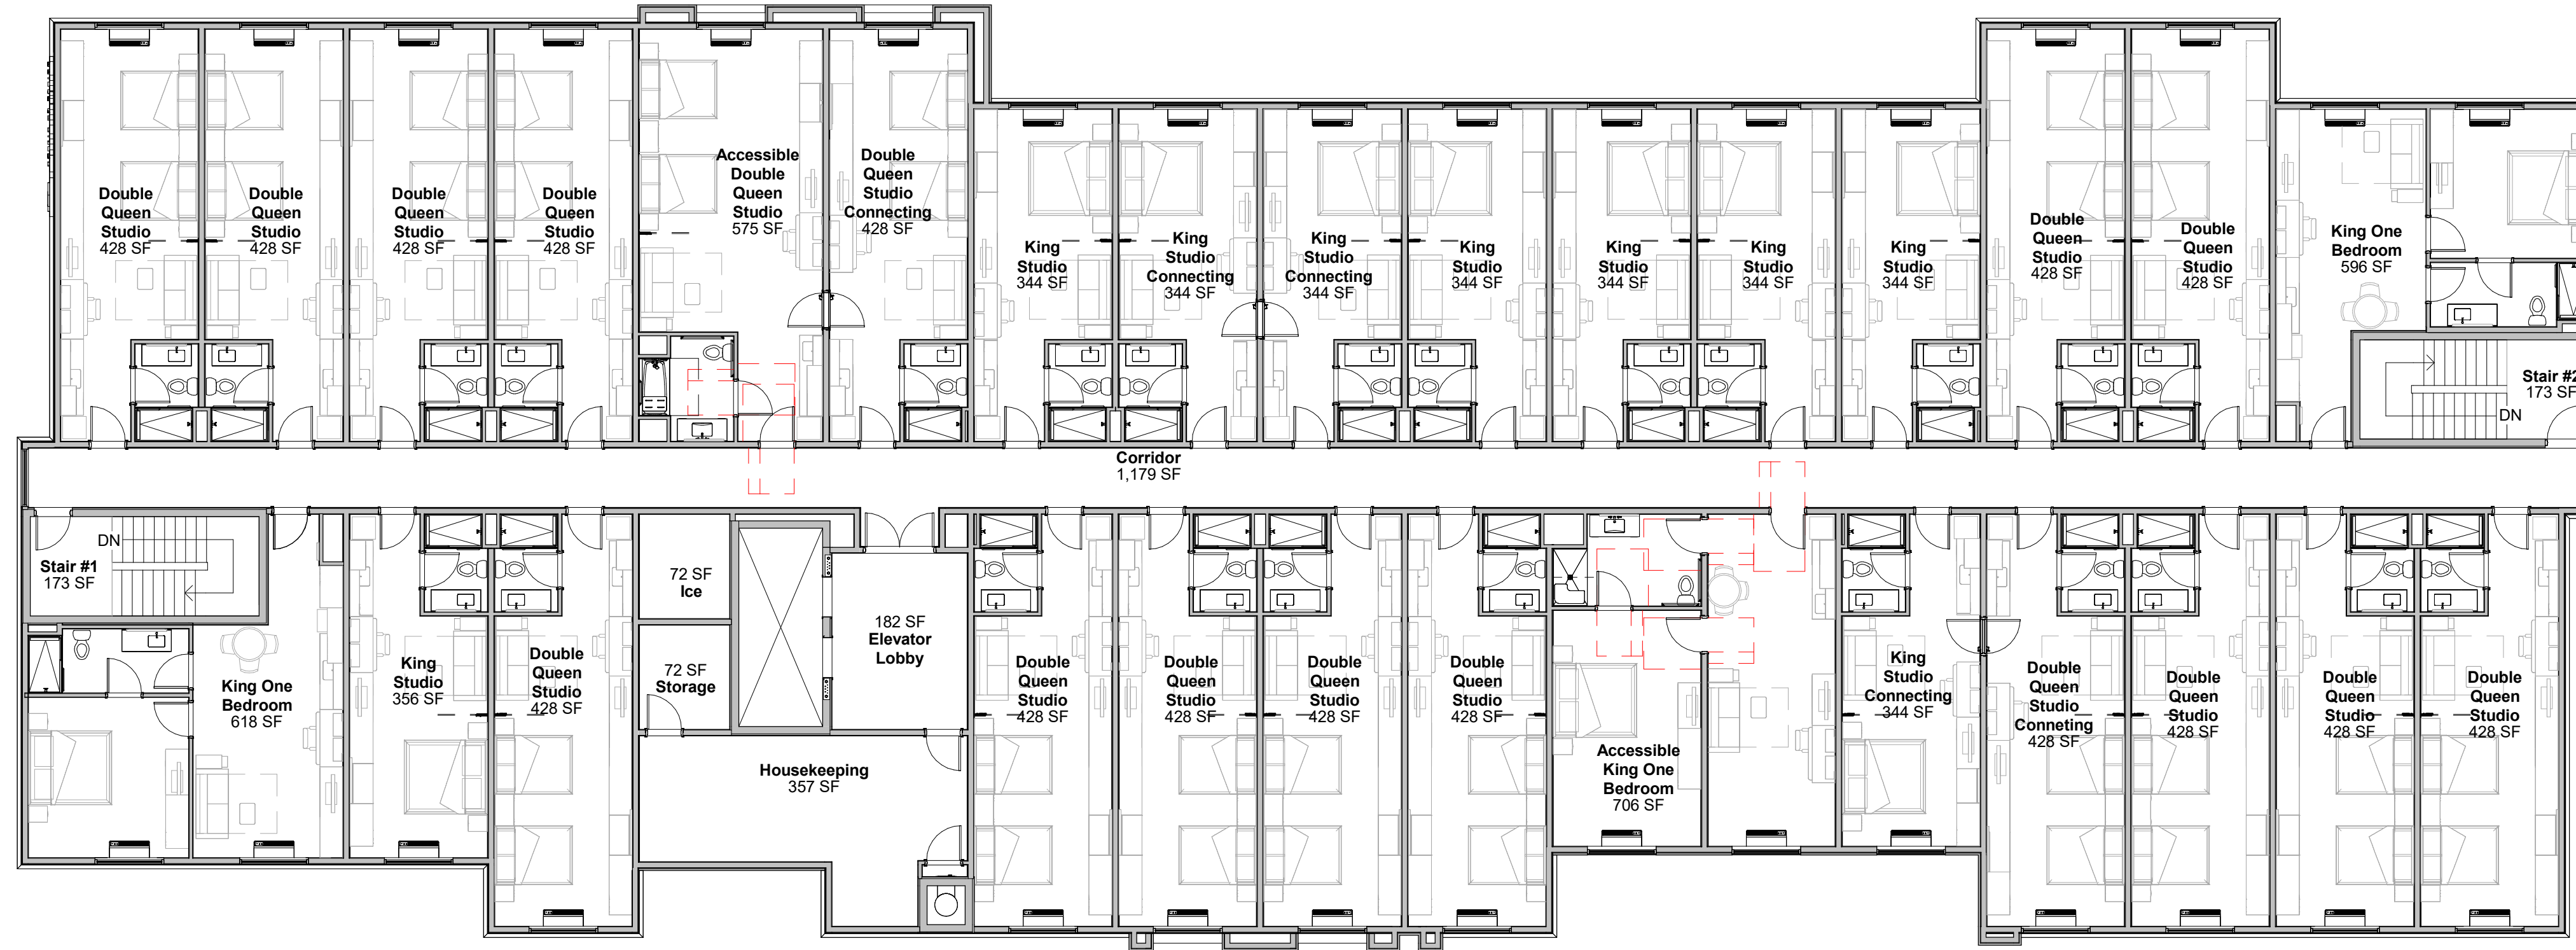 Double
Queen
Studio
428 SF
Double
Queen
Studio
428 SF
Double
Queen
Studio
428 SF
Double
Queen
Studio
428 SF
Accessible
Double
Queen
Studio
575 SF
Double
Queen
Studio
Connecting
428 SF
King
Studio
344 SF
King
Studio
Connecting
344 SF
King
Studio
Connecting
344 SF
King
Studio
344 SF
King
Studio
344 SF
King
Studio
344 SF
King
Studio
344 SF
Double
Queen
Studio
428 SF
Double
Queen
Studio
428 SF
King One
Bedroom
596 SF
Stair #2
173 SF
DN
Corridor
1,179 SF
DN
Stair #1
173 SF
King One
Bedroom
618 SF
King
Studio
356 SF
Double
Queen
Studio
428 SF
72 SF
Ice
72 SF
Storage
182 SF
Elevator
Lobby
Housekeeping
357 SF
Double
Queen
Studio
428 SF
Double
Queen
Studio
428 SF
Double
Queen
Studio
428 SF
Double
Queen
Studio
428 SF
Accessible
King One
Bedroom
706 SF
King
Studio
Connecting
344 SF
Double
Queen
Studio
Conneting
428 SF
Double
Queen
Studio
428 SF
Double
Queen
Studio
428 SF
Double
Queen
Studio
428 SF